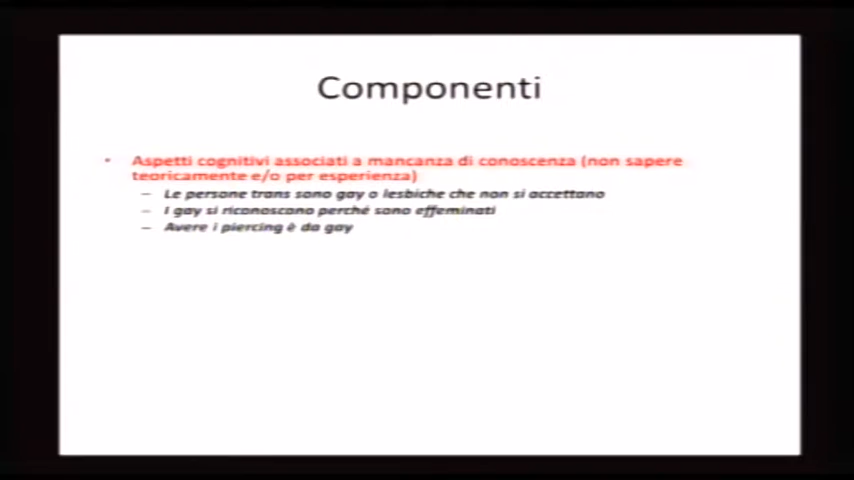 Componenti
• Aspetti cognitivi associati a mancanza di conoscenza (non sapere
teoricamente e/o per esperienza)
– Le persone trans sono gay o lesbiche che non si accettano
– I gay si riconoscono perché sono effeminati
– Avere i piercing è da gay